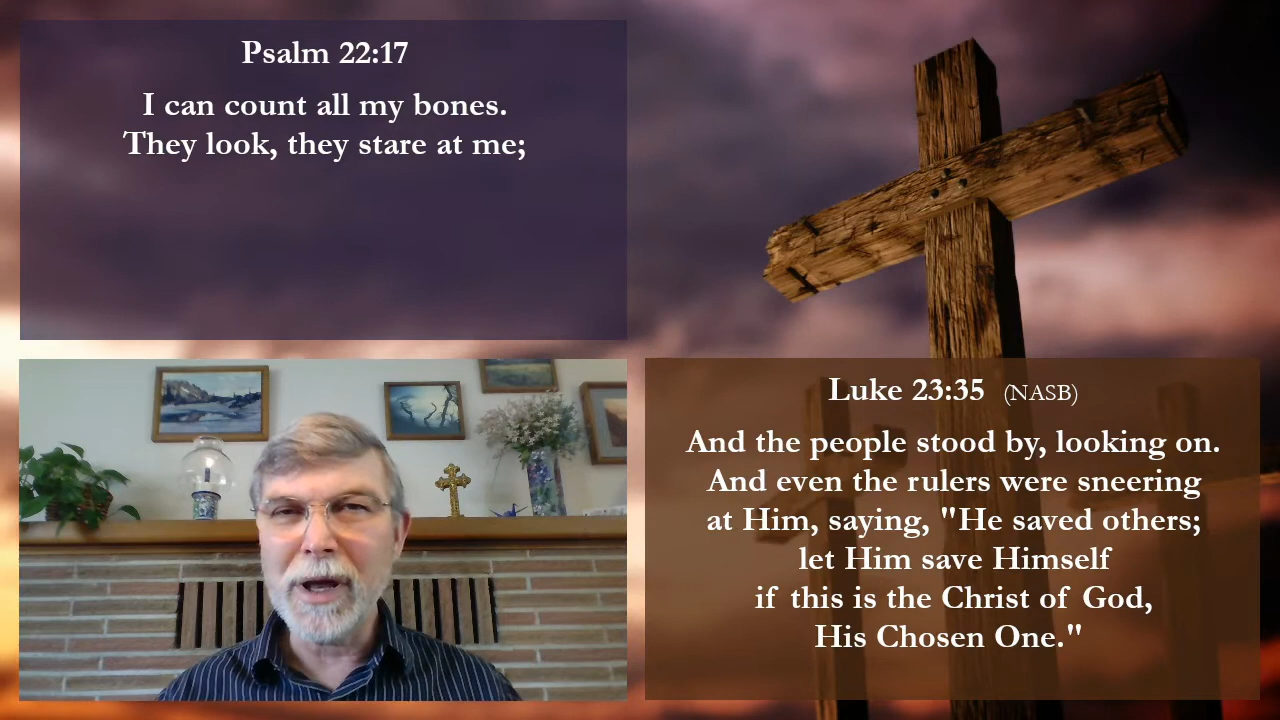 Psalm 22:17
I can count all my bones.
They look, they stare at me;
Luke 23:35 (NASB)
And the people stood by, looking on.
And even the rulers were sneering
at Him, saying, "He saved others;
let Him save Himself
if this is the Christ of God,
His Chosen One."